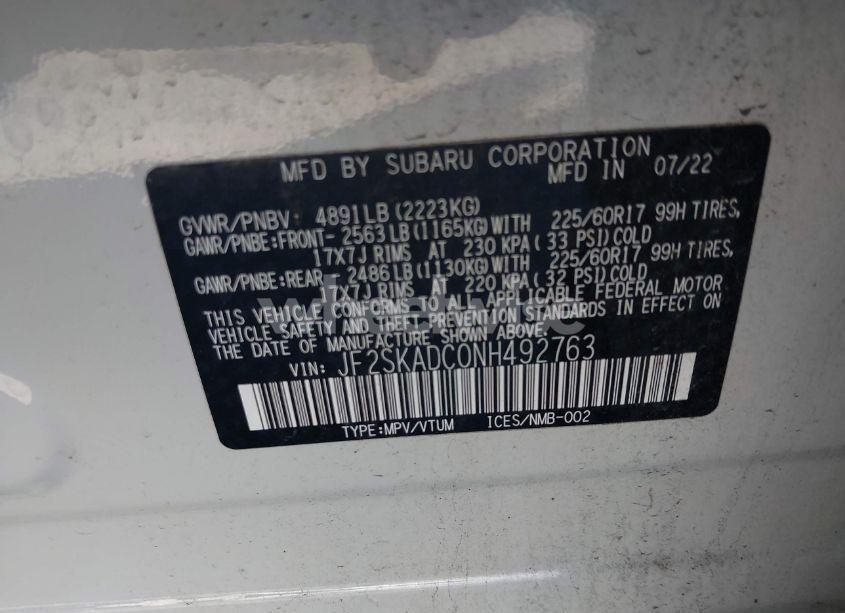 MFD BY SUBARU CORPORATION
MFD IN 07/22
GVWR/PNBV: 4891LB(2223KG)
GAWR/PNBE:FRONT- 2563LB(1165KG)WITH 225/60R17 99H TIRES,
17X7J RIMS AT 230 KPA( 33 PSI)COLD
GAWR/PNBE:REAR - 2486LB(1130KG)WITH 225/60R17 99H TIRES,
17X7J RIMS AT 220 KPA( 32 PSI)COLD
THIS VEHICLE CONFORMS TO ALL APPLICABLE FEDERAL MOTOR
VEHICLE SAFETY AND THEFT PREVENTION STANDARDS IN EFFECT ON
THE DATE OF MANUFACTURE SHOWN ABOVE.
VIN: JF2SKADC0NH492763
TYPE:MPV/VTUM ICES/NMB-002